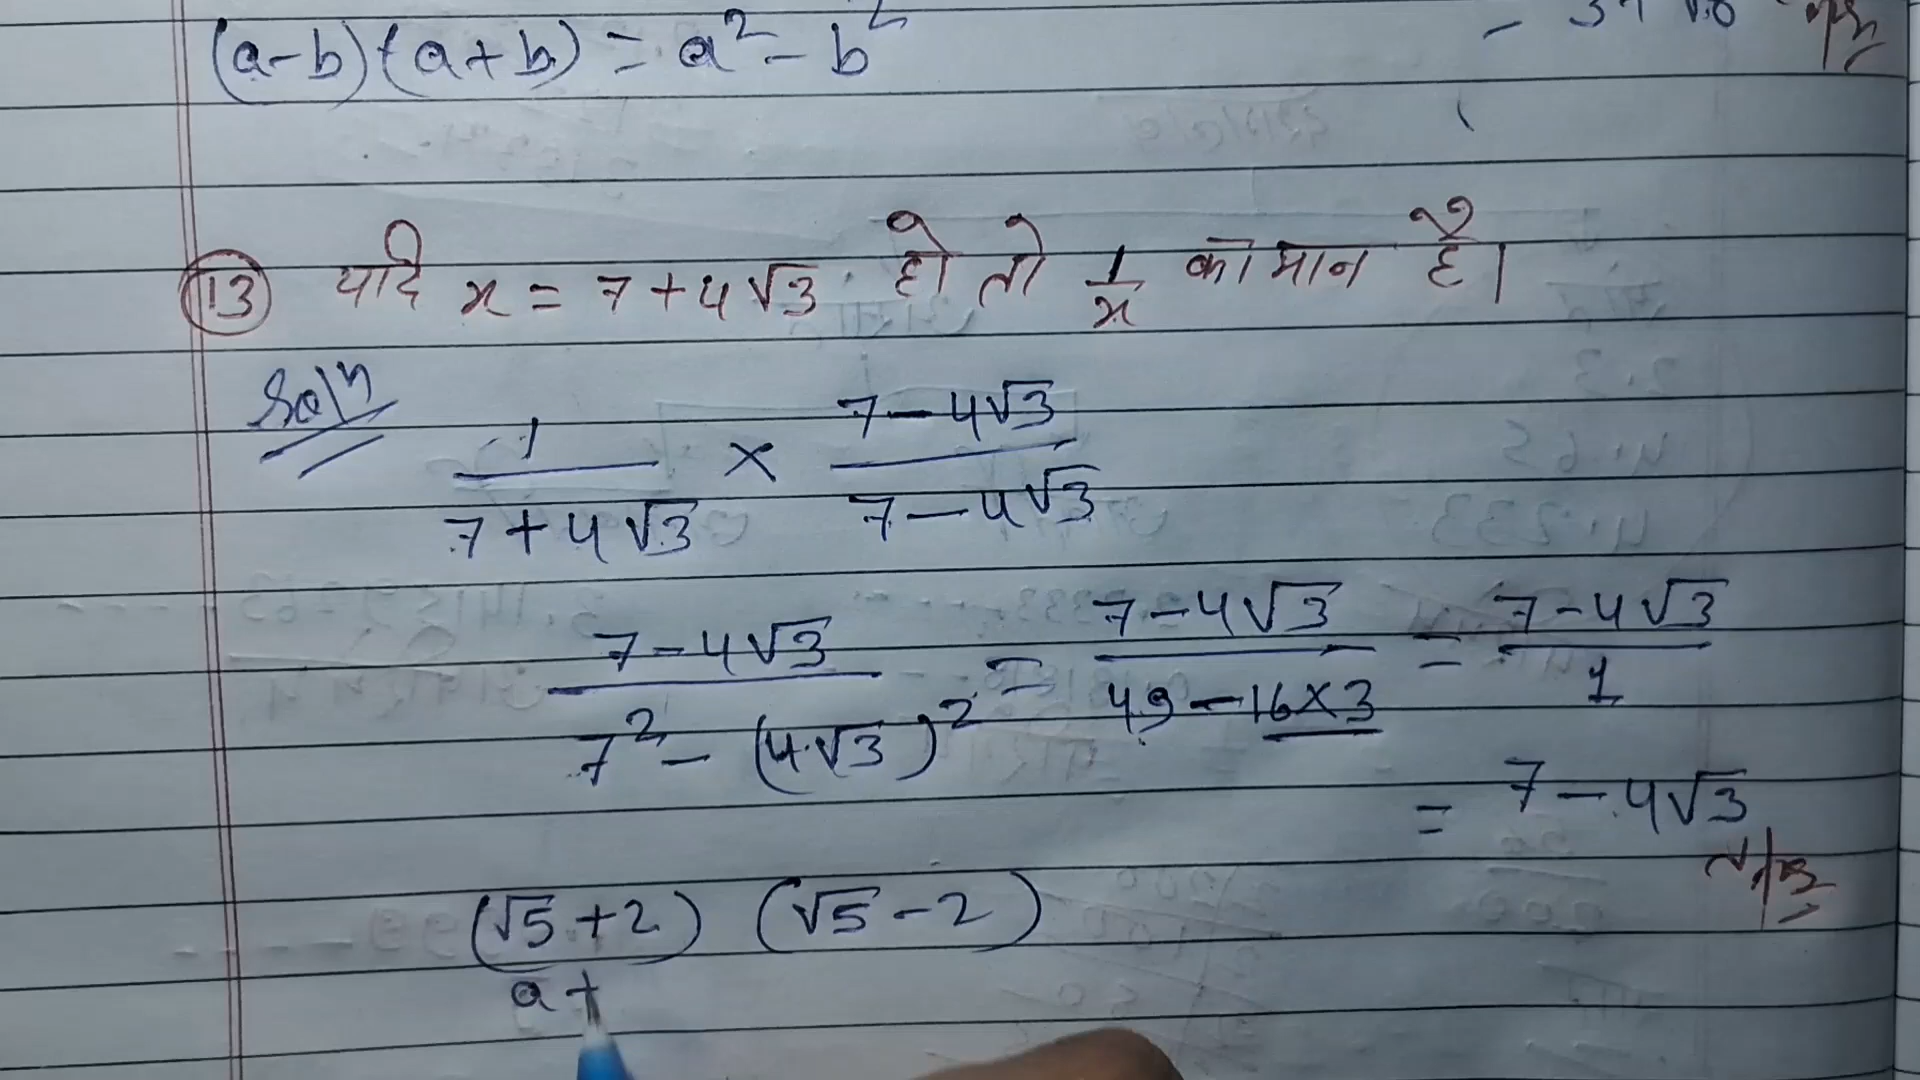 (a-b)(a+b) = a² - b²
13 यदि x = 7+4√3 हो तो 1/x का मान है।
Solⁿ
1/(7+4√3) × (7-4√3)/(7-4√3)
(7-4√3)/(7² - (4√3)²) = (7-4√3)/(49-16×3) = (7-4√3)/1
= 7-4√3
(√5+2) (√5-2)
a +